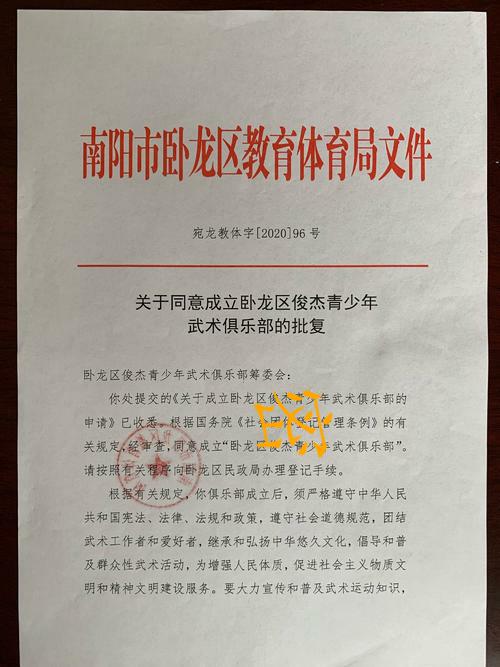 南阳市卧龙区教育体育局文件
宛龙教体字[2020]96 号
关于同意成立卧龙区俊杰青少年
武术俱乐部的批复
卧龙区俊杰青少年武术俱乐部筹委会：
你处提交的《关于成立卧龙区俊杰青少年武术俱乐部的
申请》已收悉。根据国务院《社会团体登记管理条例》的有
关规定,经审查,同意成立“卧龙区俊杰青少年武术俱乐部”。
请按照有关程序向卧龙区民政局办理登记手续。
根据有关规定，你俱乐部成立后，须严格遵守中华人民
共和国宪法、法律、法规和政策，遵守社会道德规范，团结
武术工作者和爱好者，继承和弘扬中华悠久文化，倡导和普
及群众性武术活动，为增强人民体质，促进社会主义物质文
明和精神文明建设服务。要大力宣传和普及武术运动知识，